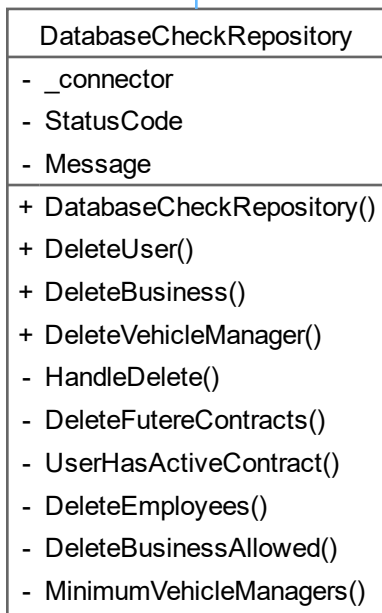 DatabaseCheckRepository
- _connector
- StatusCode
- Message
+ DatabaseCheckRepository()
+ DeleteUser()
+ DeleteBusiness()
+ DeleteVehicleManager()
- HandleDelete()
- DeleteFutereContracts()
- UserHasActiveContract()
- DeleteEmployees()
- DeleteBusinessAllowed()
- MinimumVehicleManagers()